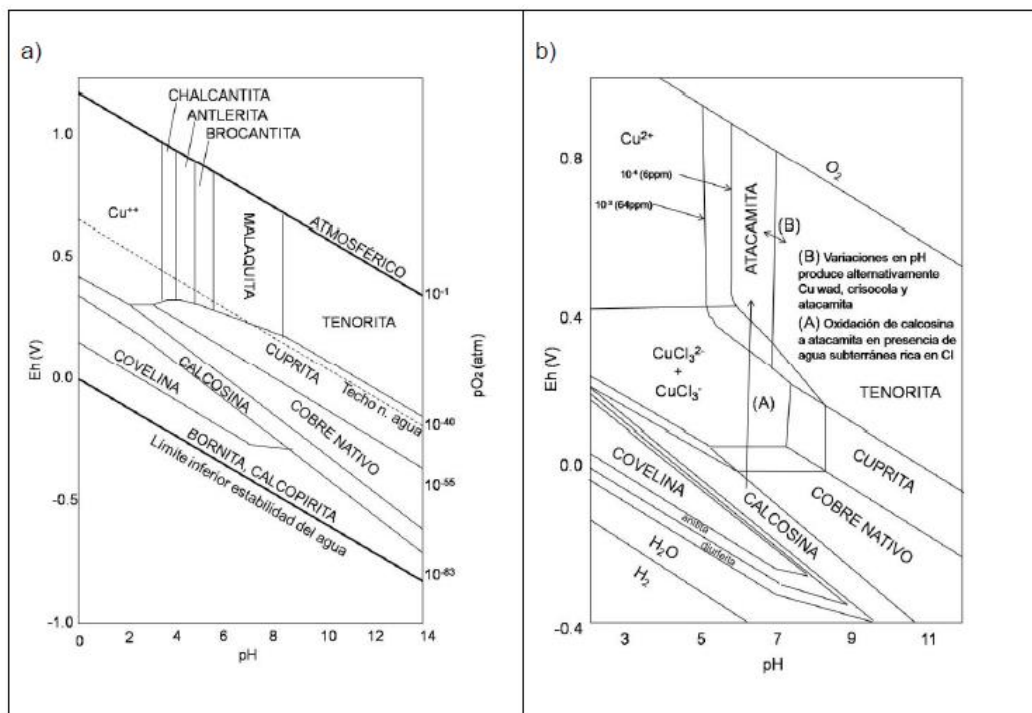 a)
CHALCANTITA
ANTLERITA
BROCANTITA
1.0
0.5
0.0
-0.5
-1.0
Eh (V)
Cu++
MALAQUITA
ATMOSFÉRICO
TENORITA
CUPRITA
Techo n. agua
COBRE NATIVO
CALCOSINA
COVELINA
BORNITA, CALCOPIRITA
Límite inferior estabilidad del agua
10-1
10-40
10-55
10-83
pO2 (atm)
0 2 4 6 8 10 12 14
pH
b)
0.8
0.4
0.0
-0.4
Eh (V)
Cu2+
10-4 (6ppm)
10-3 (64ppm)
ATACAMITA
O2
(B)
(B) Variaciones en pH
produce alternativamente
Cu wad, crisocola y
atacamita
(A) Oxidación de calcosina
a atacamita en presencia de
agua subterránea rica en Cl
CuCl32-
+
CuCl3-
(A)
TENORITA
CUPRITA
COBRE NATIVO
CALCOSINA
COVELINA
anilita
djurleria
H2O
H2
3 5 7 9 11
pH